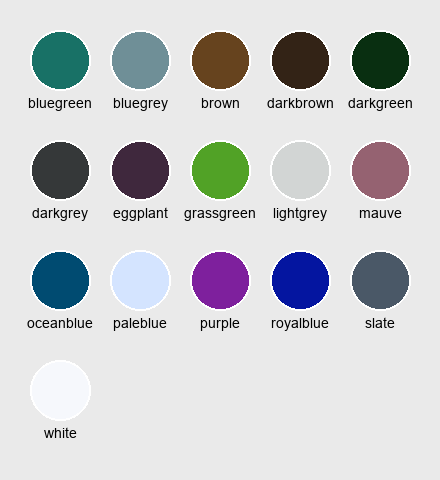 bluegreen bluegrey brown darkbrown darkgreen
darkgrey eggplant grassgreen lightgrey mauve
oceanblue paleblue purple royalblue slate
white